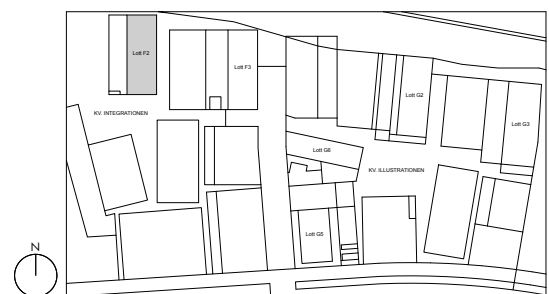 Lott F2
Lott F3
Lott G2
KV. INTEGRATIONEN
Lott G3
Lott G6
KV. ILLUSTRATIONEN
Lott G5
N